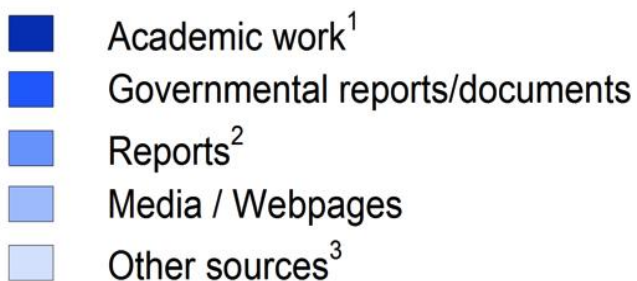 Academic work¹
Governmental reports/documents
Reports²
Media / Webpages
Other sources³